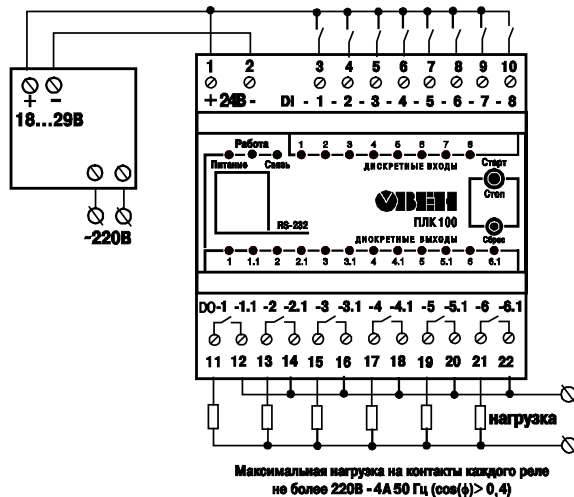 1 2 3 4 5 6 7 8 9 10
+ 24В - DI - 1 - 2 - 3 - 4 - 5 - 6 - 7 - 8
+ -
18...29В
~220В
Работа
Питание Связь
1 2 3 4 5 6 7 8
ДИСКРЕТНЫЕ ВХОДЫ
Старт
Стоп
ОВЕН
ПЛК 100
RS-232
ДИСКРЕТНЫЕ ВЫХОДЫ
Сброс
1 1.1 2 2.1 3 3.1 4 4.1 5 5.1 6 6.1
DO-1 -1.1 -2 -2.1 -3 -3.1 -4 -4.1 -5 -5.1 -6 -6.1
11 12 13 14 15 16 17 18 19 20 21 22
нагрузка
Максимальная нагрузка на контакты каждого реле
не более 220В - 4А 50 Гц (cos(ϕ)> 0,4)